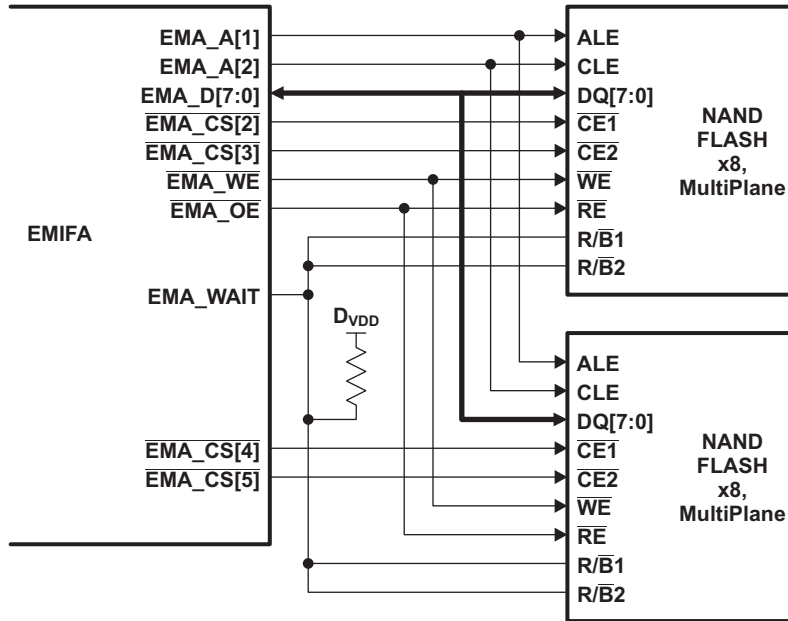 EMIFA
EMA_A[1]
EMA_A[2]
EMA_D[7:0]
EMA_CS[2]
EMA_CS[3]
EMA_WE
EMA_OE
EMA_WAIT
EMA_CS[4]
EMA_CS[5]
DVDD
ALE
CLE
DQ[7:0]
CE1
CE2
WE
RE
R/B1
R/B2
NAND
FLASH
x8,
MultiPlane
ALE
CLE
DQ[7:0]
CE1
CE2
WE
RE
R/B1
R/B2
NAND
FLASH
x8,
MultiPlane